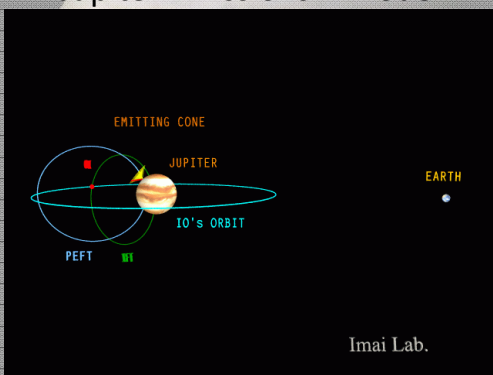 EMITTING CONE
JUPITER
EARTH
IO's ORBIT
PEFT
Imai Lab.